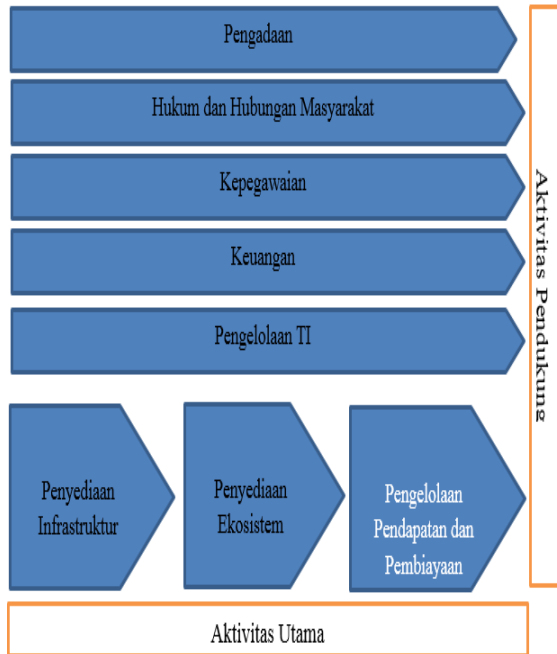 Pengadaan
Hukum dan Hubungan Masyarakat
Kepegawaian
Keuangan
Pengelolaan TI
Aktivitas Pendukung
Penyediaan
Infrastruktur
Penyediaan
Ekosistem
Pengelolaan
Pendapatan dan
Pembiayaan
Aktivitas Utama